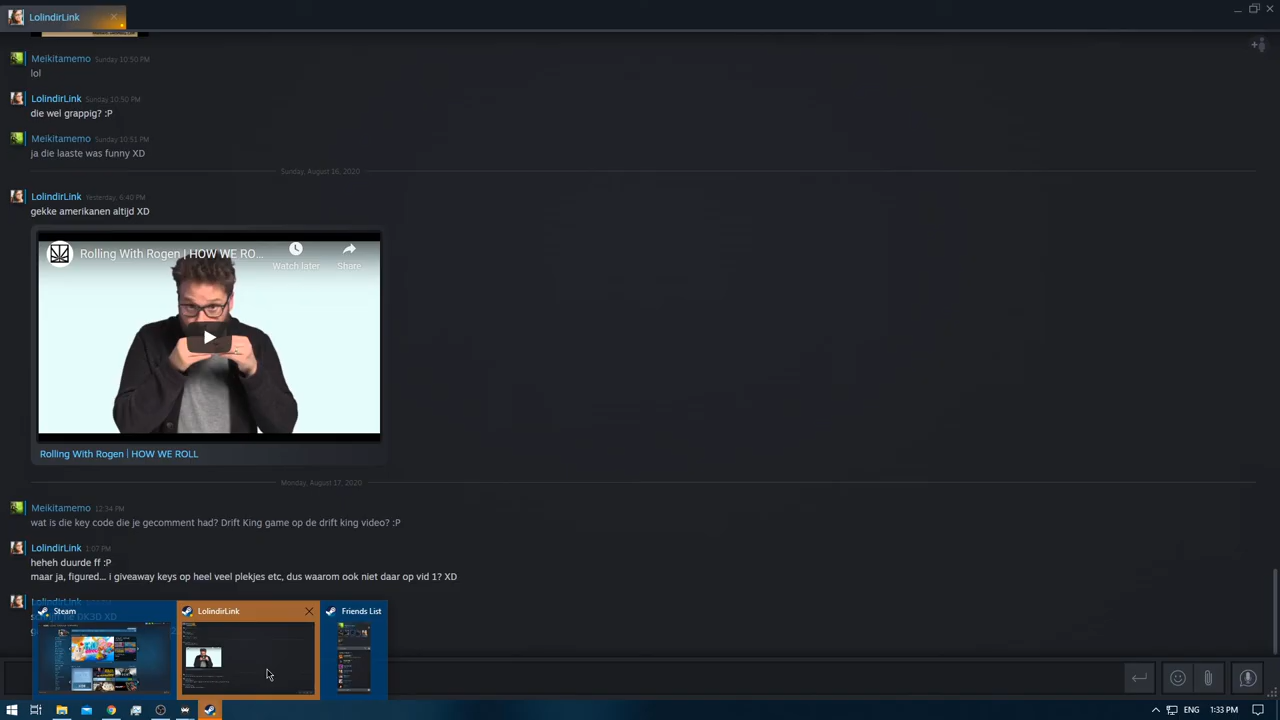 LolindirLink
Meikitamemo Sunday 10:50 PM
lol
LolindirLink Sunday 10:50 PM
die wel grappig? :P
Meikitamemo Sunday 10:51 PM
ja die laaste was funny XD
Sunday, August 16, 2020
LolindirLink Yesterday, 6:40 PM
gekke amerikanen altijd XD
Rolling With Rogen | HOW WE RO...
Watch later
Share
Rolling With Rogen | HOW WE ROLL
Monday, August 17, 2020
Meikitamemo 12:34 PM
wat is die key code die je gecomment had? Drift King game op de drift king video? :P
LolindirLink 1:07 PM
heheh duurde ff :P
maar ja, figured... i giveaway keys op heel veel plekjes etc, dus waarom ook niet daar op vid 1? XD
LolindirLink
Steam
LolindirLink
Friends List
DK3D XD
ENG
1:33 PM